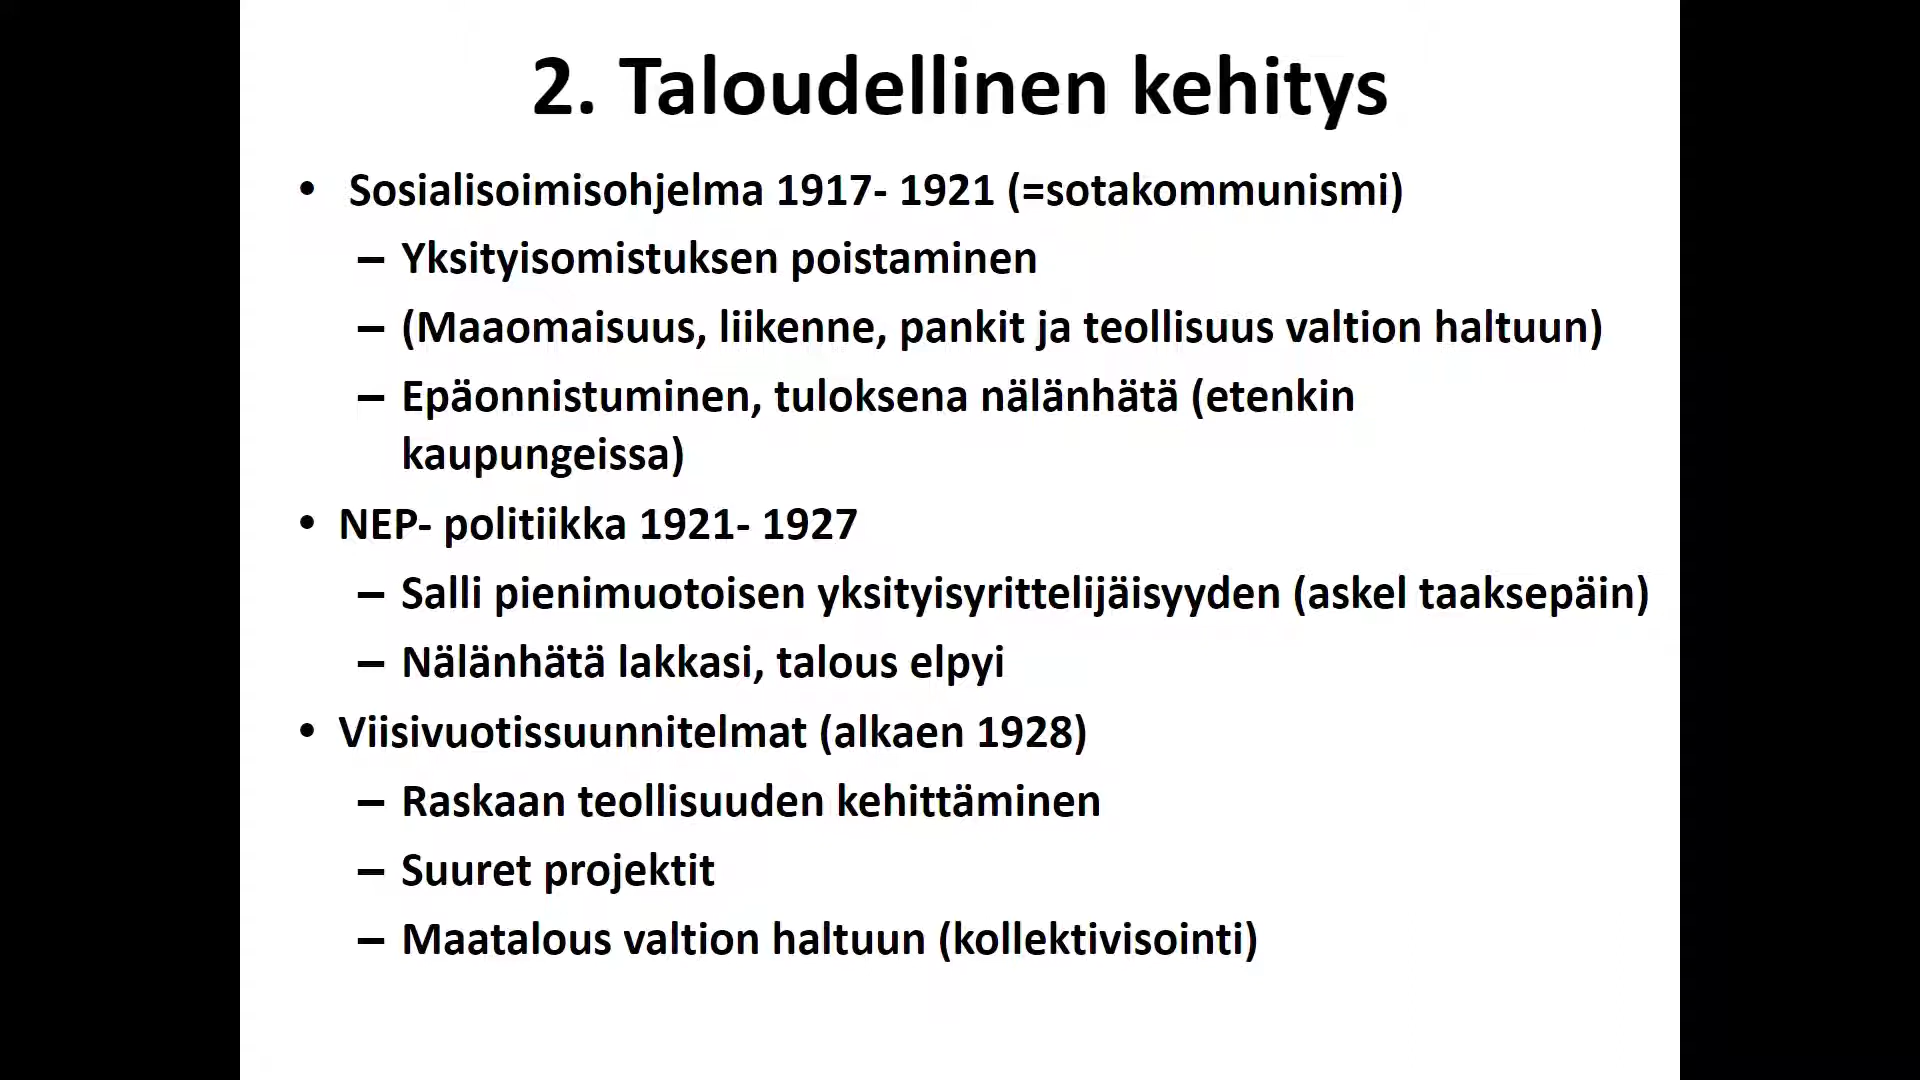 2. Taloudellinen kehitys
• Sosialisoimisohjelma 1917- 1921 (=sotakommunismi)
– Yksityisomistuksen poistaminen
– (Maaomaisuus, liikenne, pankit ja teollisuus valtion haltuun)
– Epäonnistuminen, tuloksena nälänhätä (etenkin
kaupungeissa)
• NEP- politiikka 1921- 1927
– Salli pienimuotoisen yksityisyrittelijäisyyden (askel taaksepäin)
– Nälänhätä lakkasi, talous elpyi
• Viisivuotissuunnitelmat (alkaen 1928)
– Raskaan teollisuuden kehittäminen
– Suuret projektit
– Maatalous valtion haltuun (kollektivisointi)